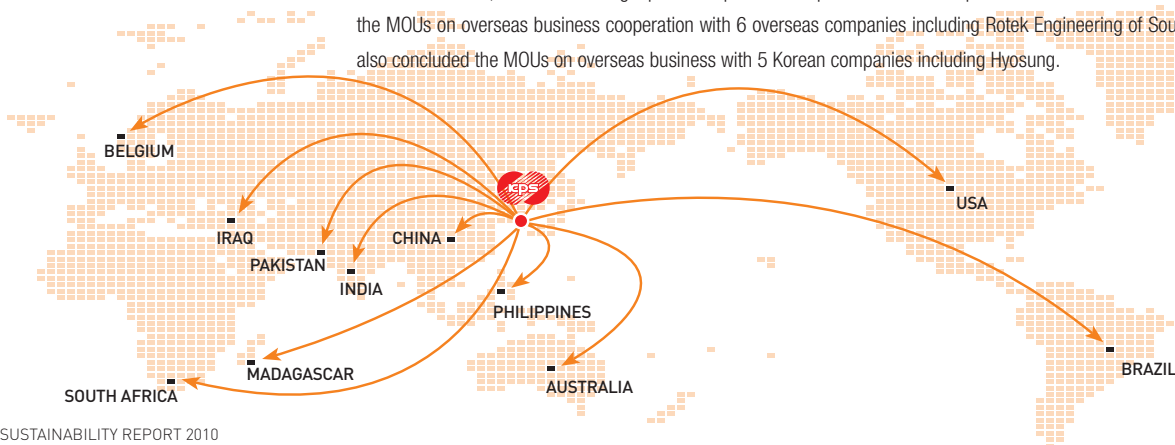 the MOUs on overseas business cooperation with 6 overseas companies including Rotek Engineering of Sou
also concluded the MOUs on overseas business with 5 Korean companies including Hyosung.
BELGIUM
kps
USA
IRAQ
CHINA
PAKISTAN
INDIA
PHILIPPINES
MADAGASCAR
BRAZIL
AUSTRALIA
SOUTH AFRICA
SUSTAINABILITY REPORT 2010